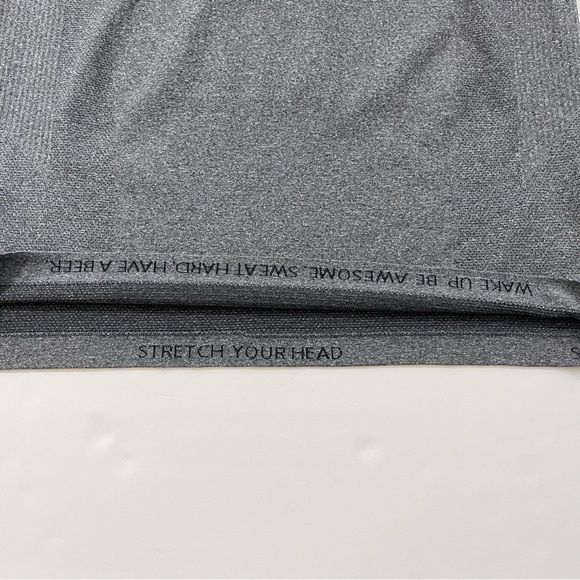 WAKE UP. BE AWESOME. SWEAT HARD, HAVE A BEER.
STRETCH YOUR HEAD